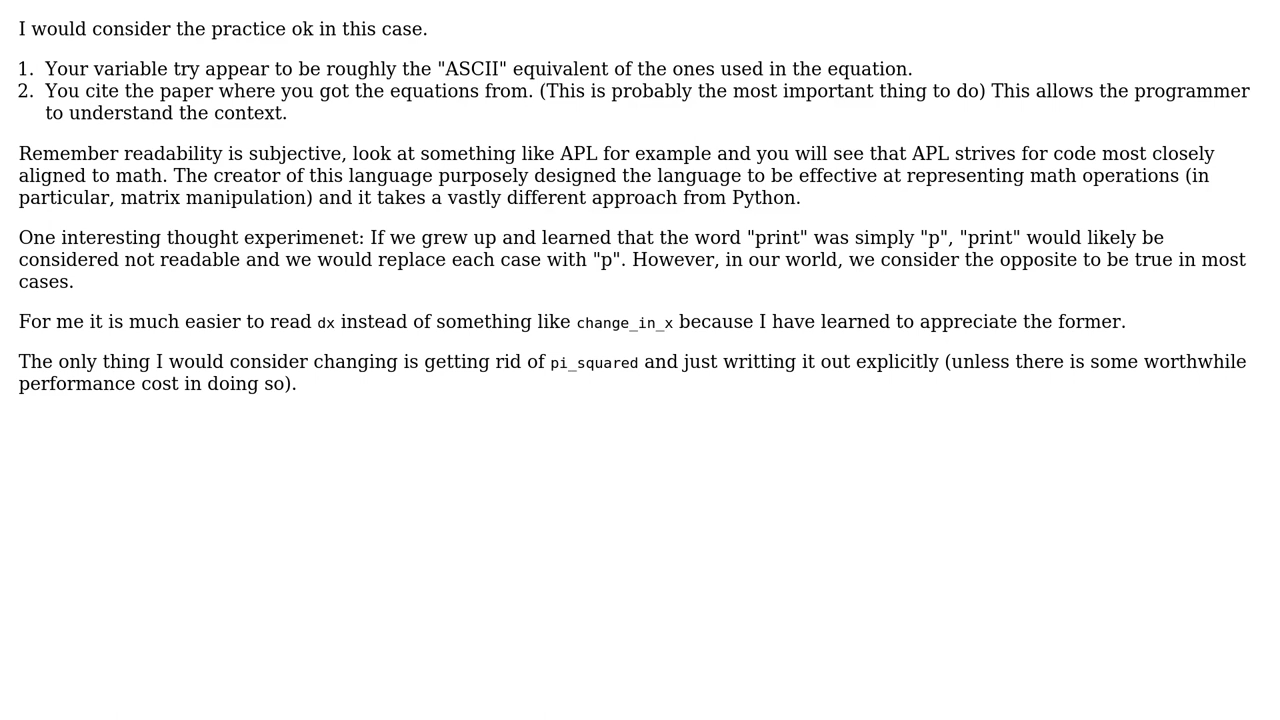 I would consider the practice ok in this case.
1. Your variable try appear to be roughly the "ASCII" equivalent of the ones used in the equation.
2. You cite the paper where you got the equations from. (This is probably the most important thing to do) This allows the programmer
to understand the context.
Remember readability is subjective, look at something like APL for example and you will see that APL strives for code most closely
aligned to math. The creator of this language purposely designed the language to be effective at representing math operations (in
particular, matrix manipulation) and it takes a vastly different approach from Python.
One interesting thought experimenet: If we grew up and learned that the word "print" was simply "p", "print" would likely be
considered not readable and we would replace each case with "p". However, in our world, we consider the opposite to be true in most
cases.
For me it is much easier to read dx instead of something like change_in_x because I have learned to appreciate the former.
The only thing I would consider changing is getting rid of pi_squared and just writting it out explicitly (unless there is some worthwhile
performance cost in doing so).